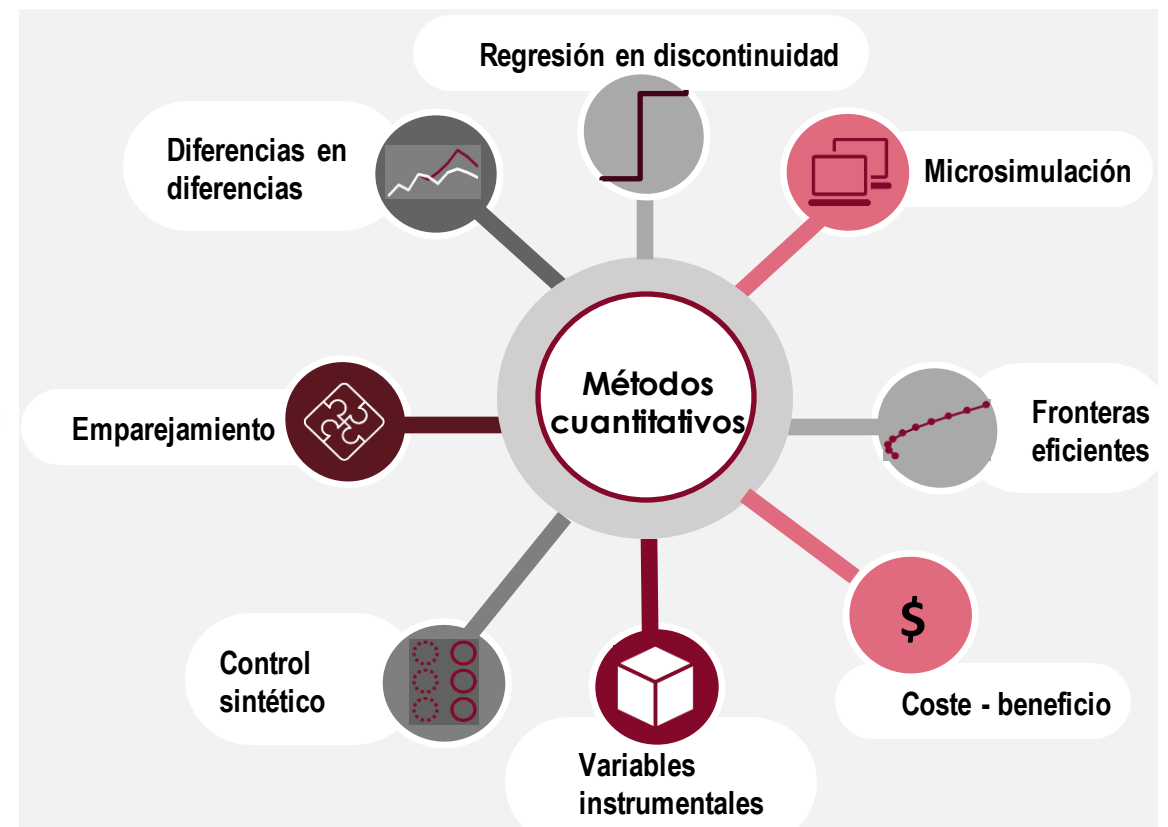 Regresión en discontinuidad
Diferencias en
diferencias
Microsimulación
Métodos
cuantitativos
Fronteras
eficientes
Emparejamiento
$
Control
sintético
Coste - beneficio
Variables
instrumentales